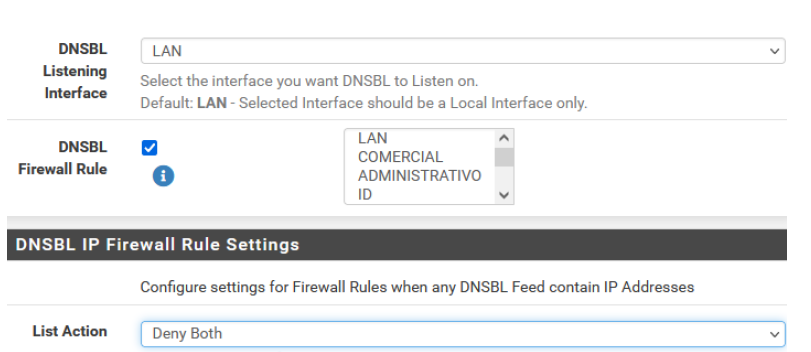 DNSBL
Listening
Interface
LAN
Select the interface you want DNSBL to Listen on.
Default: LAN - Selected Interface should be a Local Interface only.
DNSBL
Firewall Rule
LAN
COMERCIAL
ADMINISTRATIVO
ID
DNSBL IP Firewall Rule Settings
Configure settings for Firewall Rules when any DNSBL Feed contain IP Addresses
List Action
Deny Both